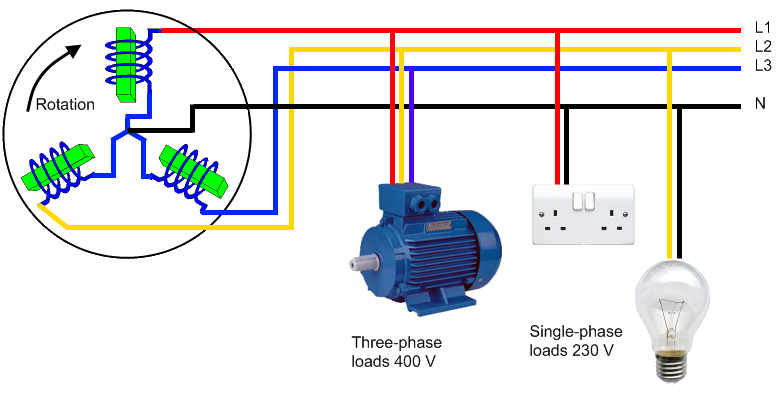 L1
L2
L3
Rotation
N
Three-phase
loads 400 V
Single-phase
loads 230 V